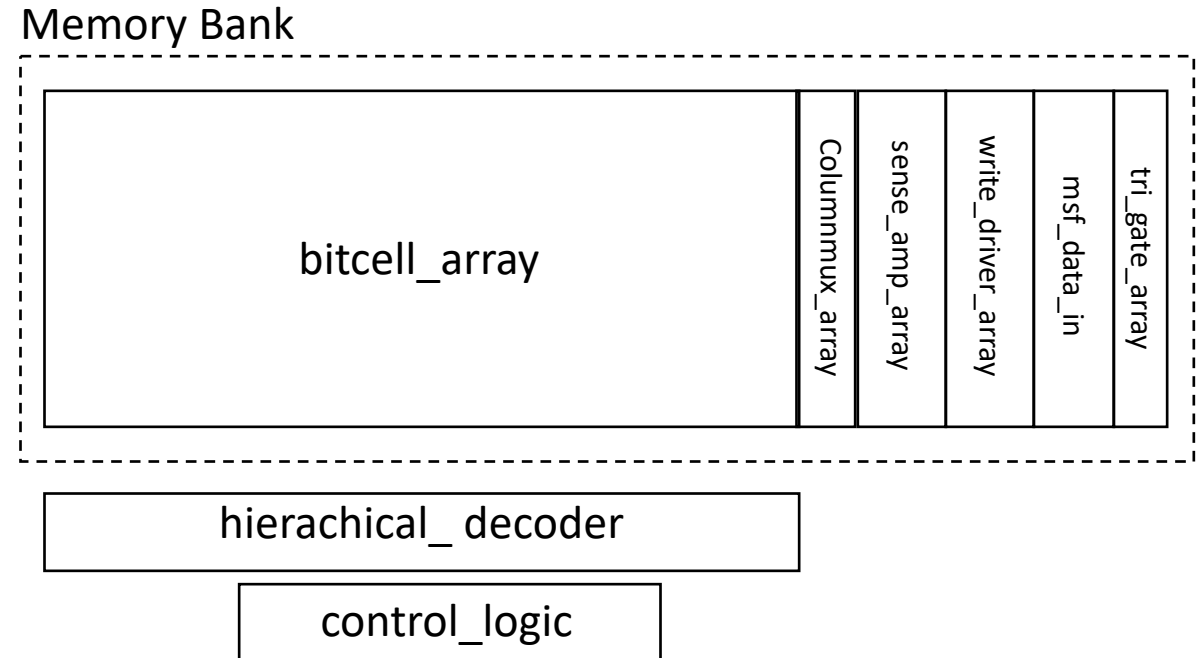 Memory Bank
bitcell_array
Columnmux_array
sense_amp_array
write_driver_array
msf_data_in
tri_gate_array
hierachical_ decoder
control_logic